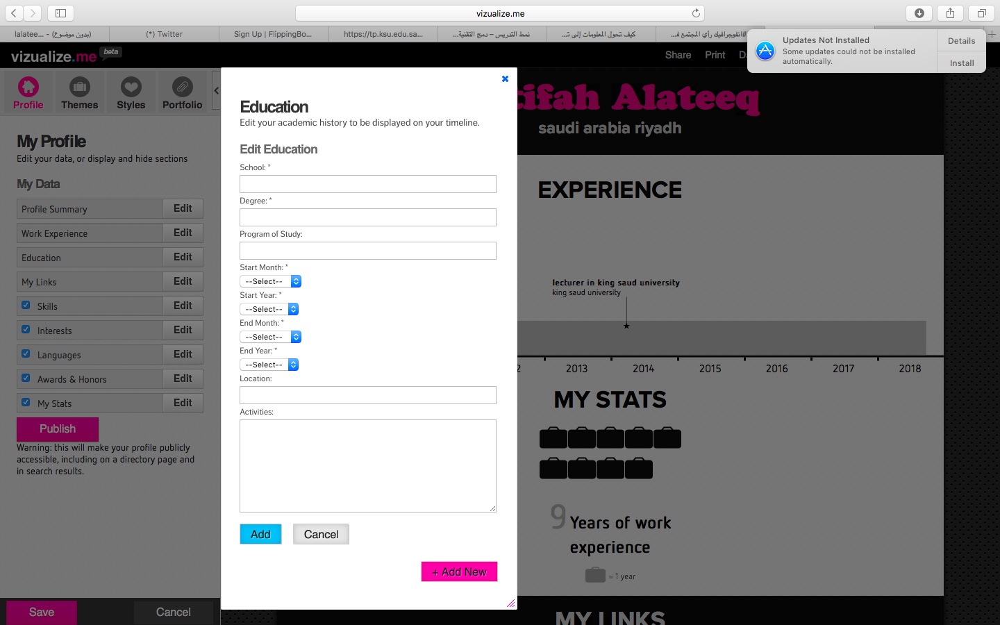 vizualize.me
lalatee... - (بدون موضوع)
(*) Twitter
Sign Up | FlippingBo...
https://tp.ksu.edu.sa...
نمط التدريس – دمج التقنية...
كيف تحول المعلومات إلى ت...
#انفوجرافيك رأي المجتمع ف...
Updates Not Installed
Some updates could not be installed
automatically.
Details
Install
vizualize.me beta
Share Print
Profile Themes Styles Portfolio
My Profile
Edit your data, or display and hide sections
My Data
Profile Summary Edit
Work Experience Edit
Education Edit
My Links Edit
Skills Edit
Interests Edit
Languages Edit
Awards & Honors Edit
My Stats Edit
Publish
Warning: this will make your profile publicly
accessible, including on a directory page and
in search results.
Save Cancel
Education
Edit your academic history to be displayed on your timeline.
Edit Education
School: *
Degree: *
Program of Study:
Start Month: *
--Select--
Start Year: *
--Select--
End Month: *
--Select--
End Year: *
--Select--
Location:
Activities:
Add Cancel
+ Add New
tifah Alateeq
saudi arabia riyadh
EXPERIENCE
lecturer in king saud university
king saud university
2 2013 2014 2015 2016 2017 2018
MY STATS
9 Years of work
experience
= 1 year
MY LINKS